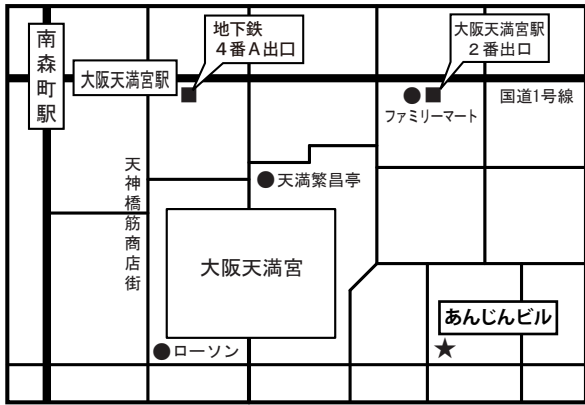 南森町駅
大阪天満宮駅
地下鉄
4番A出口
大阪天満宮駅
2番出口
国道1号線
ファミリーマート
天神橋筋商店街
天満繁昌亭
大阪天満宮
あんじんビル
ローソン